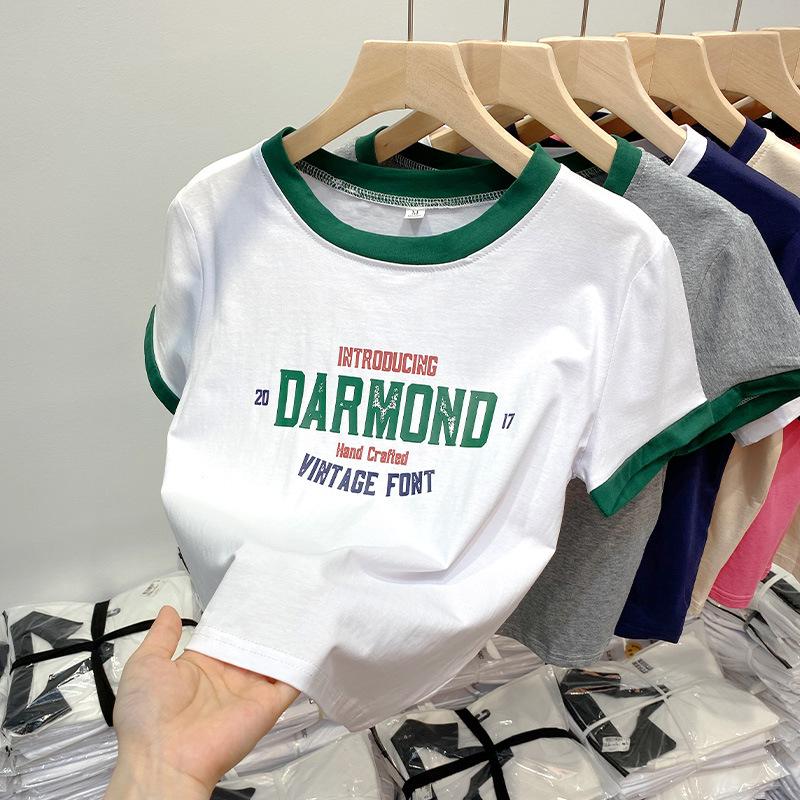 M
INTRODUCING
20 DARMOND 17
Hand Crafted
VINTAGE FONT